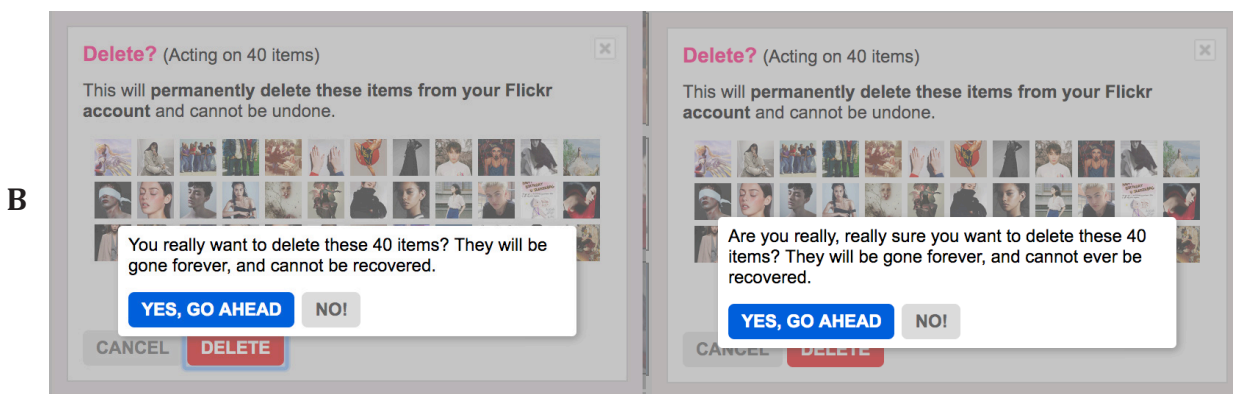 B
Delete? (Acting on 40 items)
This will permanently delete these items from your Flickr
account and cannot be undone.
You really want to delete these 40 items? They will be
gone forever, and cannot be recovered.
YES, GO AHEAD NO!
CANCEL DELETE
Delete? (Acting on 40 items)
This will permanently delete these items from your Flickr
account and cannot be undone.
Are you really, really sure you want to delete these 40
items? They will be gone forever, and cannot ever be
recovered.
YES, GO AHEAD NO!
CANCEL DELETE